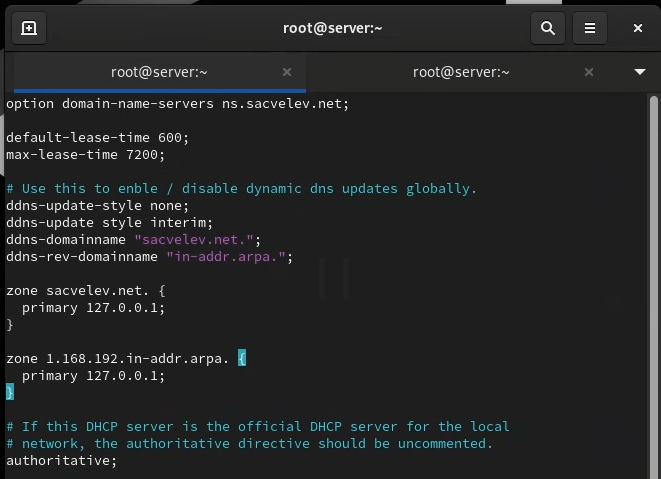 root@server:~
root@server:~ ×
root@server:~ ×
option domain-name-servers ns.sacvelev.net;
default-lease-time 600;
max-lease-time 7200;
# Use this to enble / disable dynamic dns updates globally.
ddns-update-style none;
ddns-update style interim;
ddns-domainname "sacvelev.net.";
ddns-rev-domainname "in-addr.arpa.";
zone sacvelev.net. {
  primary 127.0.0.1;
}
zone 1.168.192.in-addr.arpa. {
  primary 127.0.0.1;
}
# If this DHCP server is the official DHCP server for the local
# network, the authoritative directive should be uncommented.
authoritative;